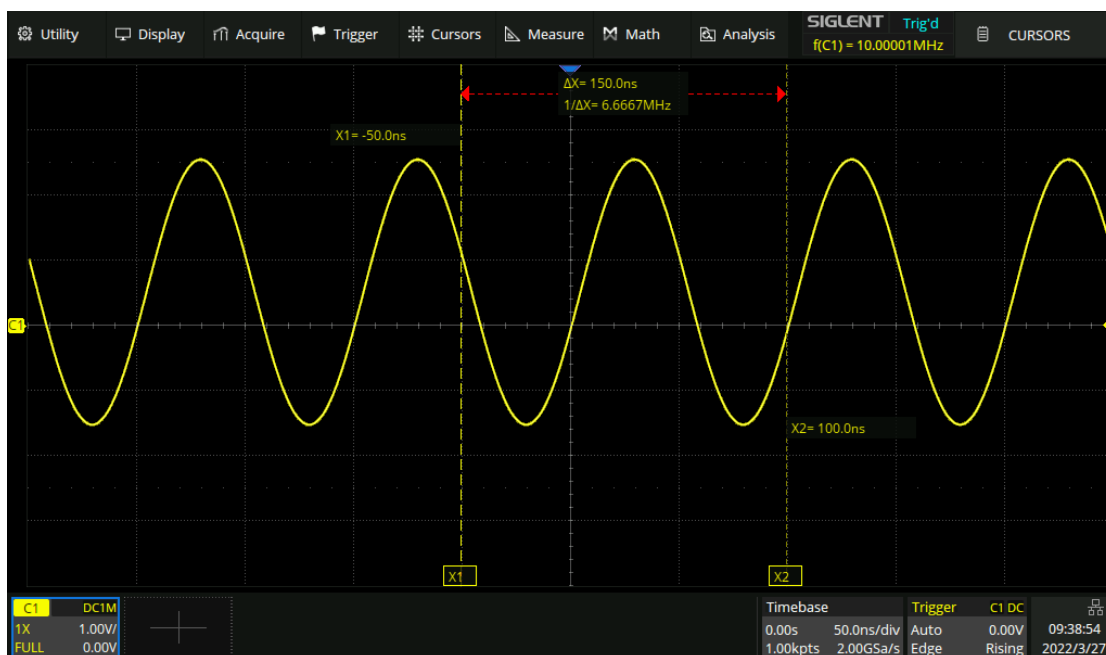 Utility Display Acquire Trigger Cursors Measure Math Analysis
SIGLENT Trig'd
f(C1) = 10.00001MHz
CURSORS
ΔX= 150.0ns
1/ΔX= 6.6667MHz
X1= -50.0ns
C1
X2= 100.0ns
X1 X2
C1 DC1M
1X 1.00V/
FULL 0.00V
Timebase
0.00s 50.0ns/div
1.00kpts 2.00GSa/s
Trigger C1 DC
Auto 0.00V
Edge Rising
09:38:54
2022/3/27